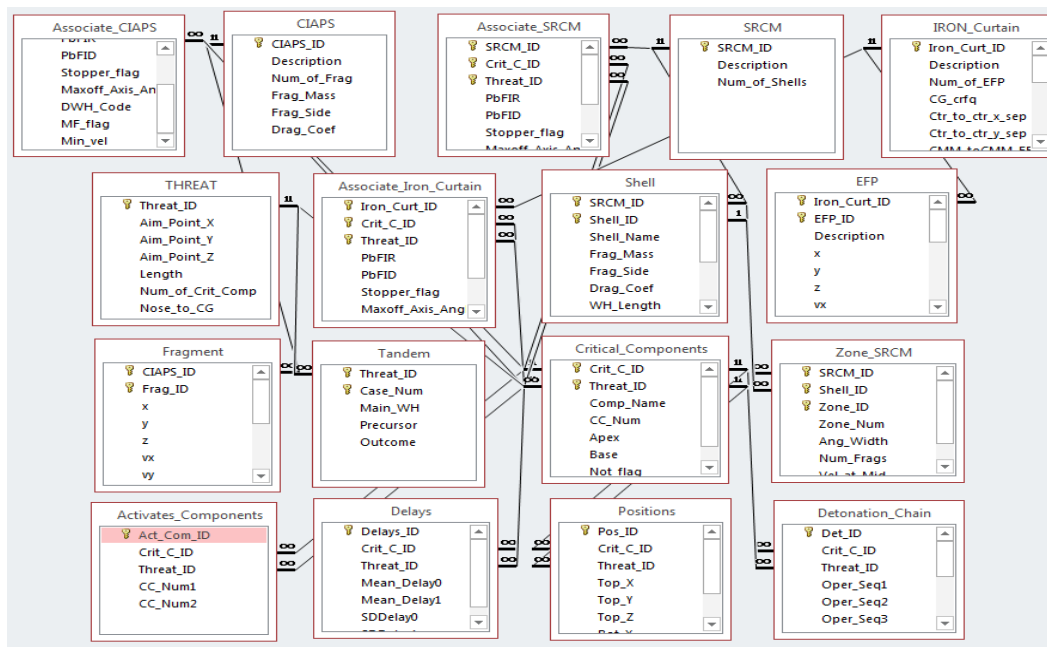 Associate_CIAPS
PbFID
Stopper_flag
Maxoff_Axis_An
DWH_Code
MF_flag
Min_vel
CIAPS
CIAPS_ID
Description
Num_of_Frag
Frag_Mass
Frag_Side
Drag_Coef
Associate_SRCM
SRCM_ID
Crit_C_ID
Threat_ID
PbFIR
PbFID
Stopper_flag
Maxoff_Axis_An
SRCM
SRCM_ID
Description
Num_of_Shells
IRON_Curtain
Iron_Curt_ID
Description
Num_of_EFP
CG_crfq
Ctr_to_ctr_x_sep
Ctr_to_ctr_y_sep
THREAT
Threat_ID
Aim_Point_X
Aim_Point_Y
Aim_Point_Z
Length
Num_of_Crit_Comp
Nose_to_CG
Associate_Iron_Curtain
Iron_Curt_ID
Crit_C_ID
Threat_ID
PbFIR
PbFID
Stopper_flag
Maxoff_Axis_Ang
Shell
SRCM_ID
Shell_ID
Shell_Name
Frag_Mass
Frag_Side
Drag_Coef
WH_Length
EFP
Iron_Curt_ID
EFP_ID
Description
x
y
z
vx
Fragment
CIAPS_ID
Frag_ID
x
y
z
vx
vy
Tandem
Threat_ID
Case_Num
Main_WH
Precursor
Outcome
Critical_Components
Crit_C_ID
Threat_ID
Comp_Name
CC_Num
Apex
Base
Not_flag
Zone_SRCM
SRCM_ID
Shell_ID
Zone_ID
Zone_Num
Ang_Width
Num_Frags
Vel_at_Mid
Activates_Components
Act_Com_ID
Crit_C_ID
Threat_ID
CC_Num1
CC_Num2
Delays
Delays_ID
Crit_C_ID
Threat_ID
Mean_Delay0
Mean_Delay1
SDDelay0
Positions
Pos_ID
Crit_C_ID
Threat_ID
Top_X
Top_Y
Top_Z
Detonation_Chain
Det_ID
Crit_C_ID
Threat_ID
Oper_Seq1
Oper_Seq2
Oper_Seq3